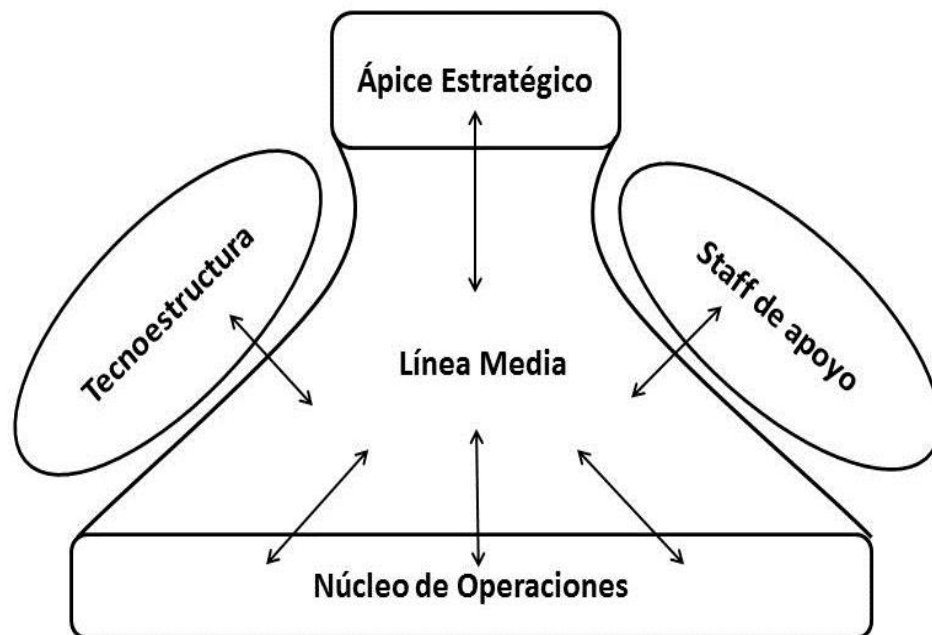 Ápice Estratégico
Tecnoestructura
Staff de apoyo
Línea Media
Núcleo de Operaciones